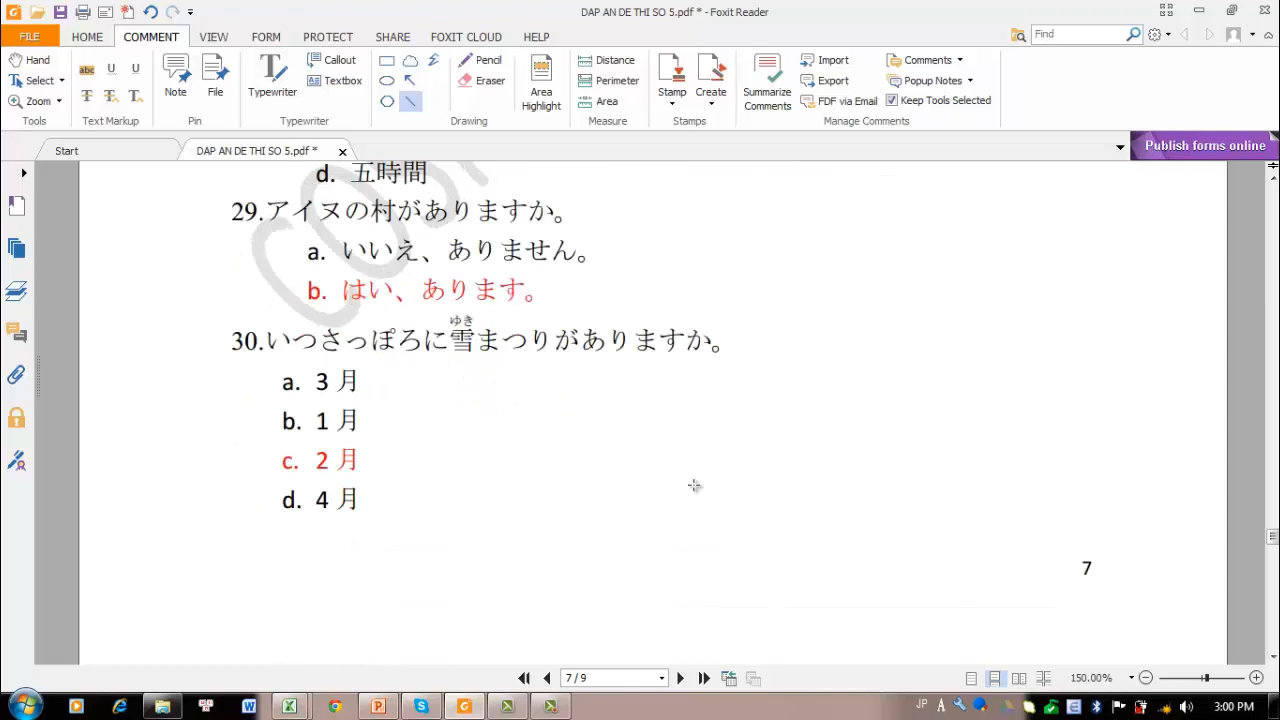 DAP AN DE THI SO 5.pdf * - Foxit Reader
FILE HOME COMMENT VIEW FORM PROTECT SHARE FOXIT CLOUD HELP Find
Hand
Select
Zoom
Tools
abc U U
T T T
Text Markup
Note
File
Pin
Typewriter
Callout
Textbox
Typewriter
Pencil
Eraser
Area Highlight
Drawing
Distance
Perimeter
Area
Measure
Stamp
Create
Stamps
Summarize Comments
Import
Export
FDF via Email
Comments
Popup Notes
Keep Tools Selected
Manage Comments
Start
DAP AN DE THI SO 5.pdf *
Publish forms online
d. 五時間
29.アイヌの村がありますか。
a. いいえ、ありません。
b. はい、あります。
ゆき
30.いつさっぽろに雪まつりがありますか。
a. 3 月
b. 1 月
c. 2 月
d. 4 月
7
7 / 9
150.00%
JP A 3:00 PM